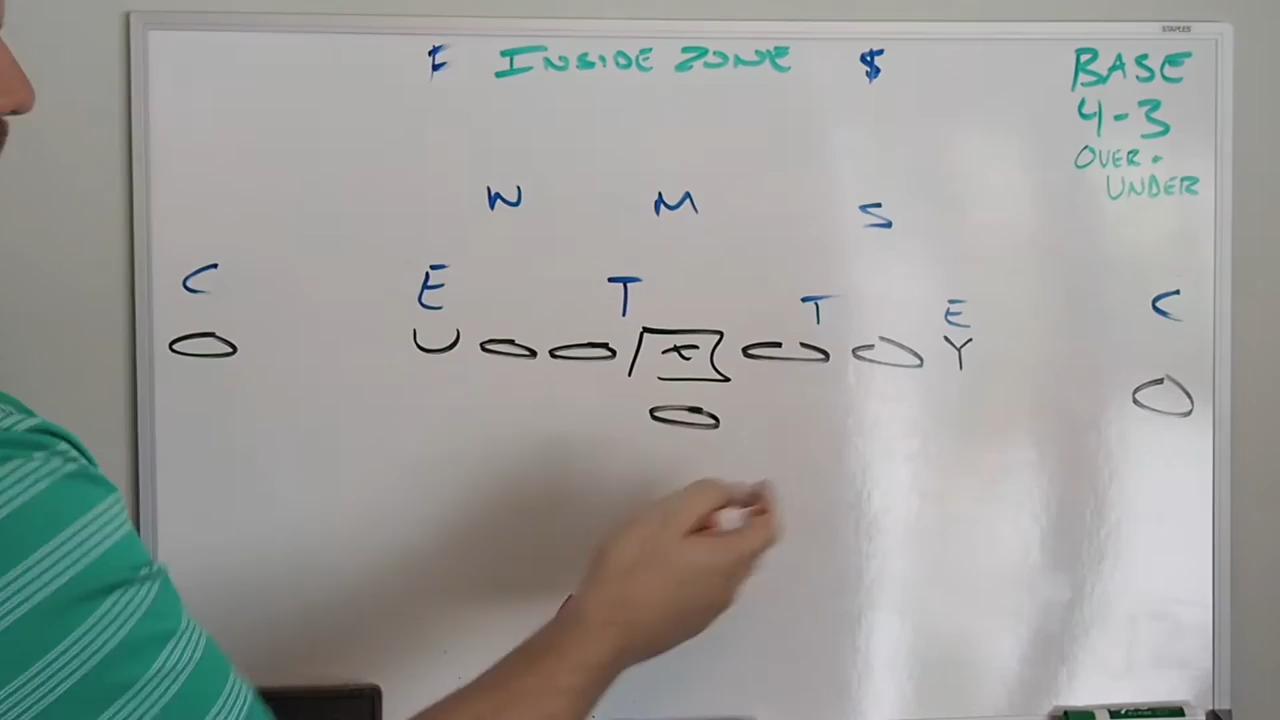 STAPLES
F INSIDE ZONE $ BASE
4-3
OVER -
UNDER
W M S
C E T T E C
U X Y